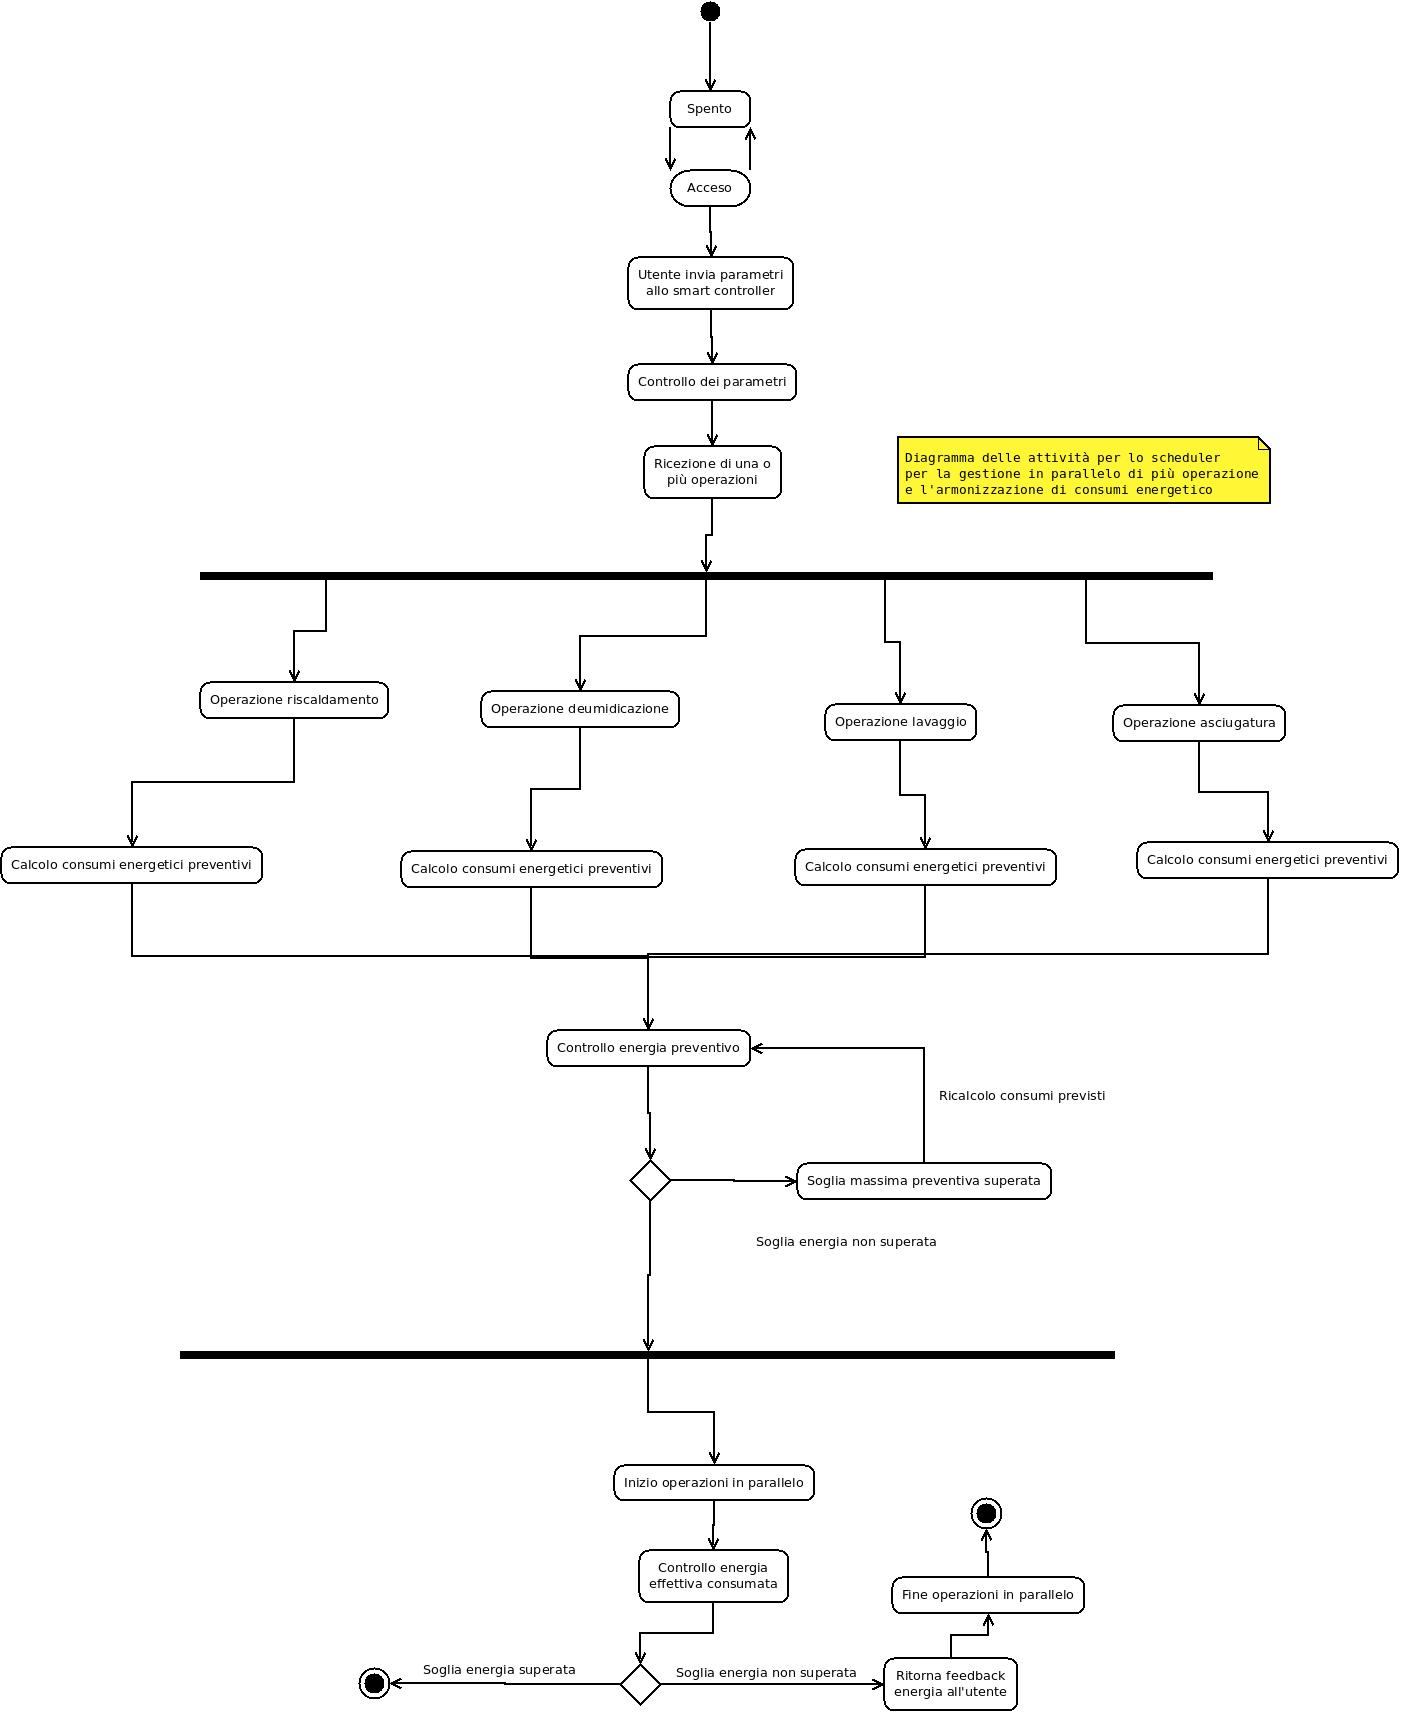 Spento
Acceso
Utente invia parametri
allo smart controller
Controllo dei parametri
Ricezione di una o
più operazioni
Diagramma delle attività per lo scheduler
per la gestione in parallelo di più operazione
e l'armonizzazione di consumi energetico
Operazione riscaldamento
Operazione deumidicazione
Operazione lavaggio
Operazione asciugatura
Calcolo consumi energetici preventivi
Calcolo consumi energetici preventivi
Calcolo consumi energetici preventivi
Calcolo consumi energetici preventivi
Controllo energia preventivo
Ricalcolo consumi previsti
Soglia massima preventiva superata
Soglia energia non superata
Inizio operazioni in parallelo
Controllo energia
effettiva consumata
Fine operazioni in parallelo
Soglia energia superata
Soglia energia non superata
Ritorna feedback
energia all'utente